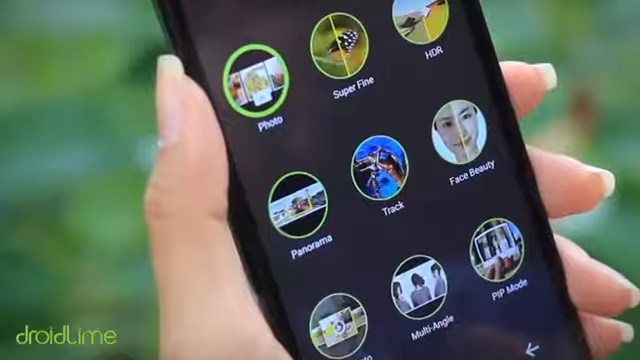 Photo
Super Fine
HDR
Panorama
Track
Face Beauty
Multi-Angle
PIP Mode
droidLime